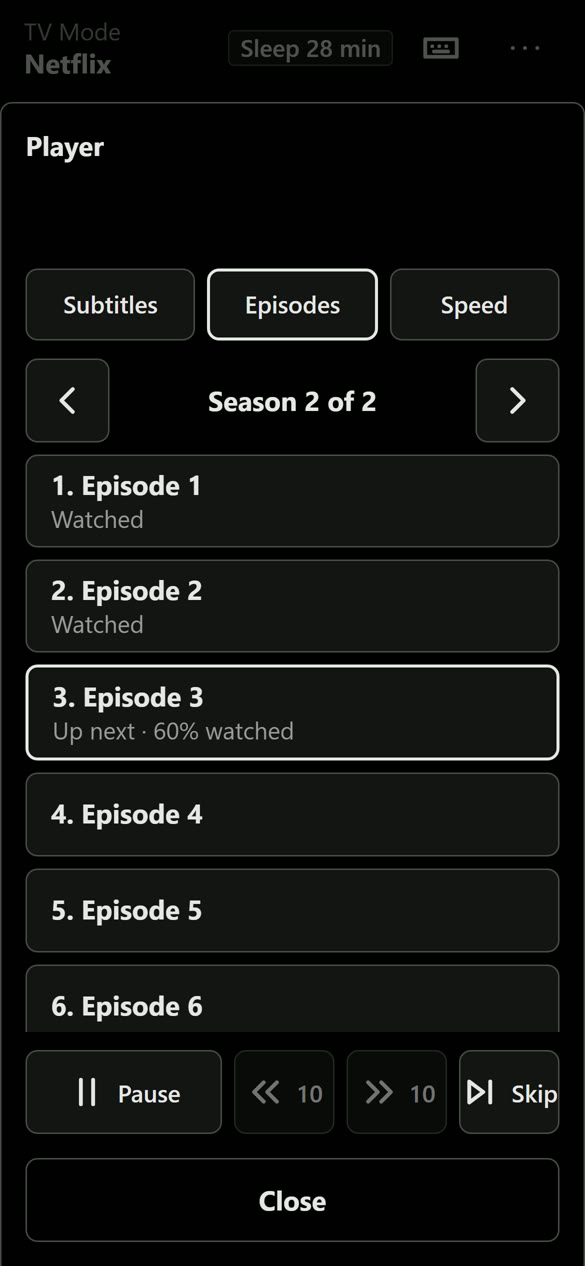 TV Mode
Netflix
Sleep 28 min
Player
Subtitles
Episodes
Speed
Season 2 of 2
1. Episode 1
Watched
2. Episode 2
Watched
3. Episode 3
Up next · 60% watched
4. Episode 4
5. Episode 5
6. Episode 6
Pause
10
10
Skip
Close